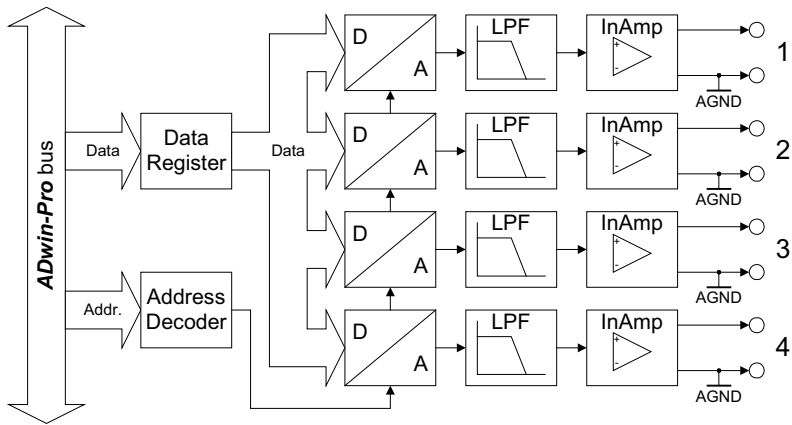 ADwin-Pro bus
Data
Data
Register
Data
Addr.
Address
Decoder
D
A
LPF
InAmp
+
-
AGND
1
D
A
LPF
InAmp
+
-
AGND
2
D
A
LPF
InAmp
+
-
AGND
3
D
A
LPF
InAmp
+
-
AGND
4